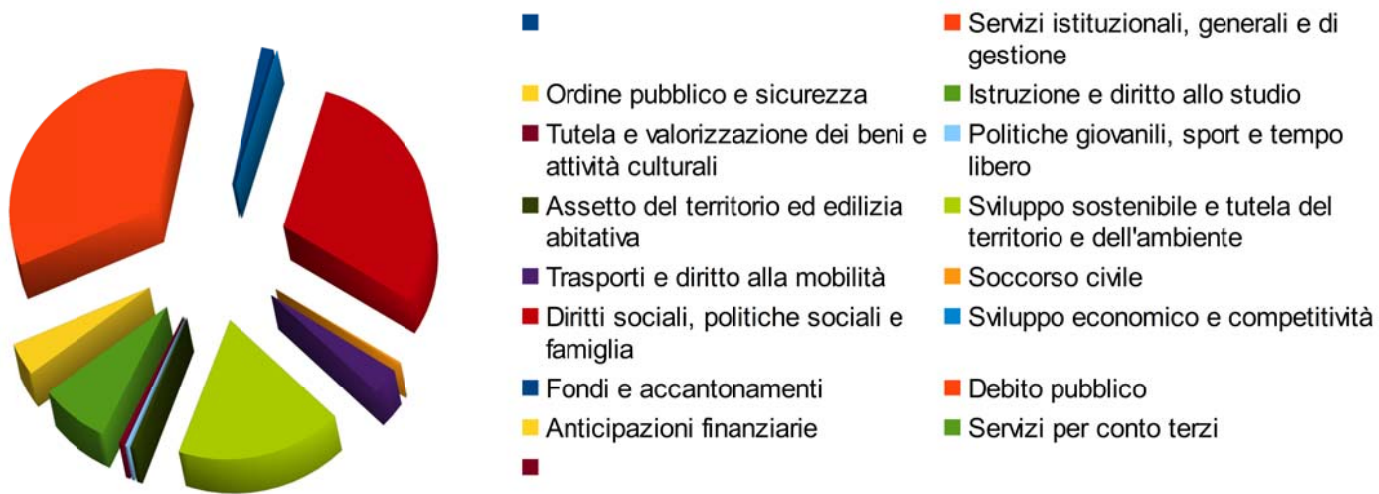 Servizi istituzionali, generali e di
gestione
Ordine pubblico e sicurezza
Istruzione e diritto allo studio
Tutela e valorizzazione dei beni e
attività culturali
Politiche giovanili, sport e tempo
libero
Assetto del territorio ed edilizia
abitativa
Sviluppo sostenibile e tutela del
territorio e dell'ambiente
Trasporti e diritto alla mobilità
Soccorso civile
Diritti sociali, politiche sociali e
famiglia
Sviluppo economico e competitività
Fondi e accantonamenti
Debito pubblico
Anticipazioni finanziarie
Servizi per conto terzi